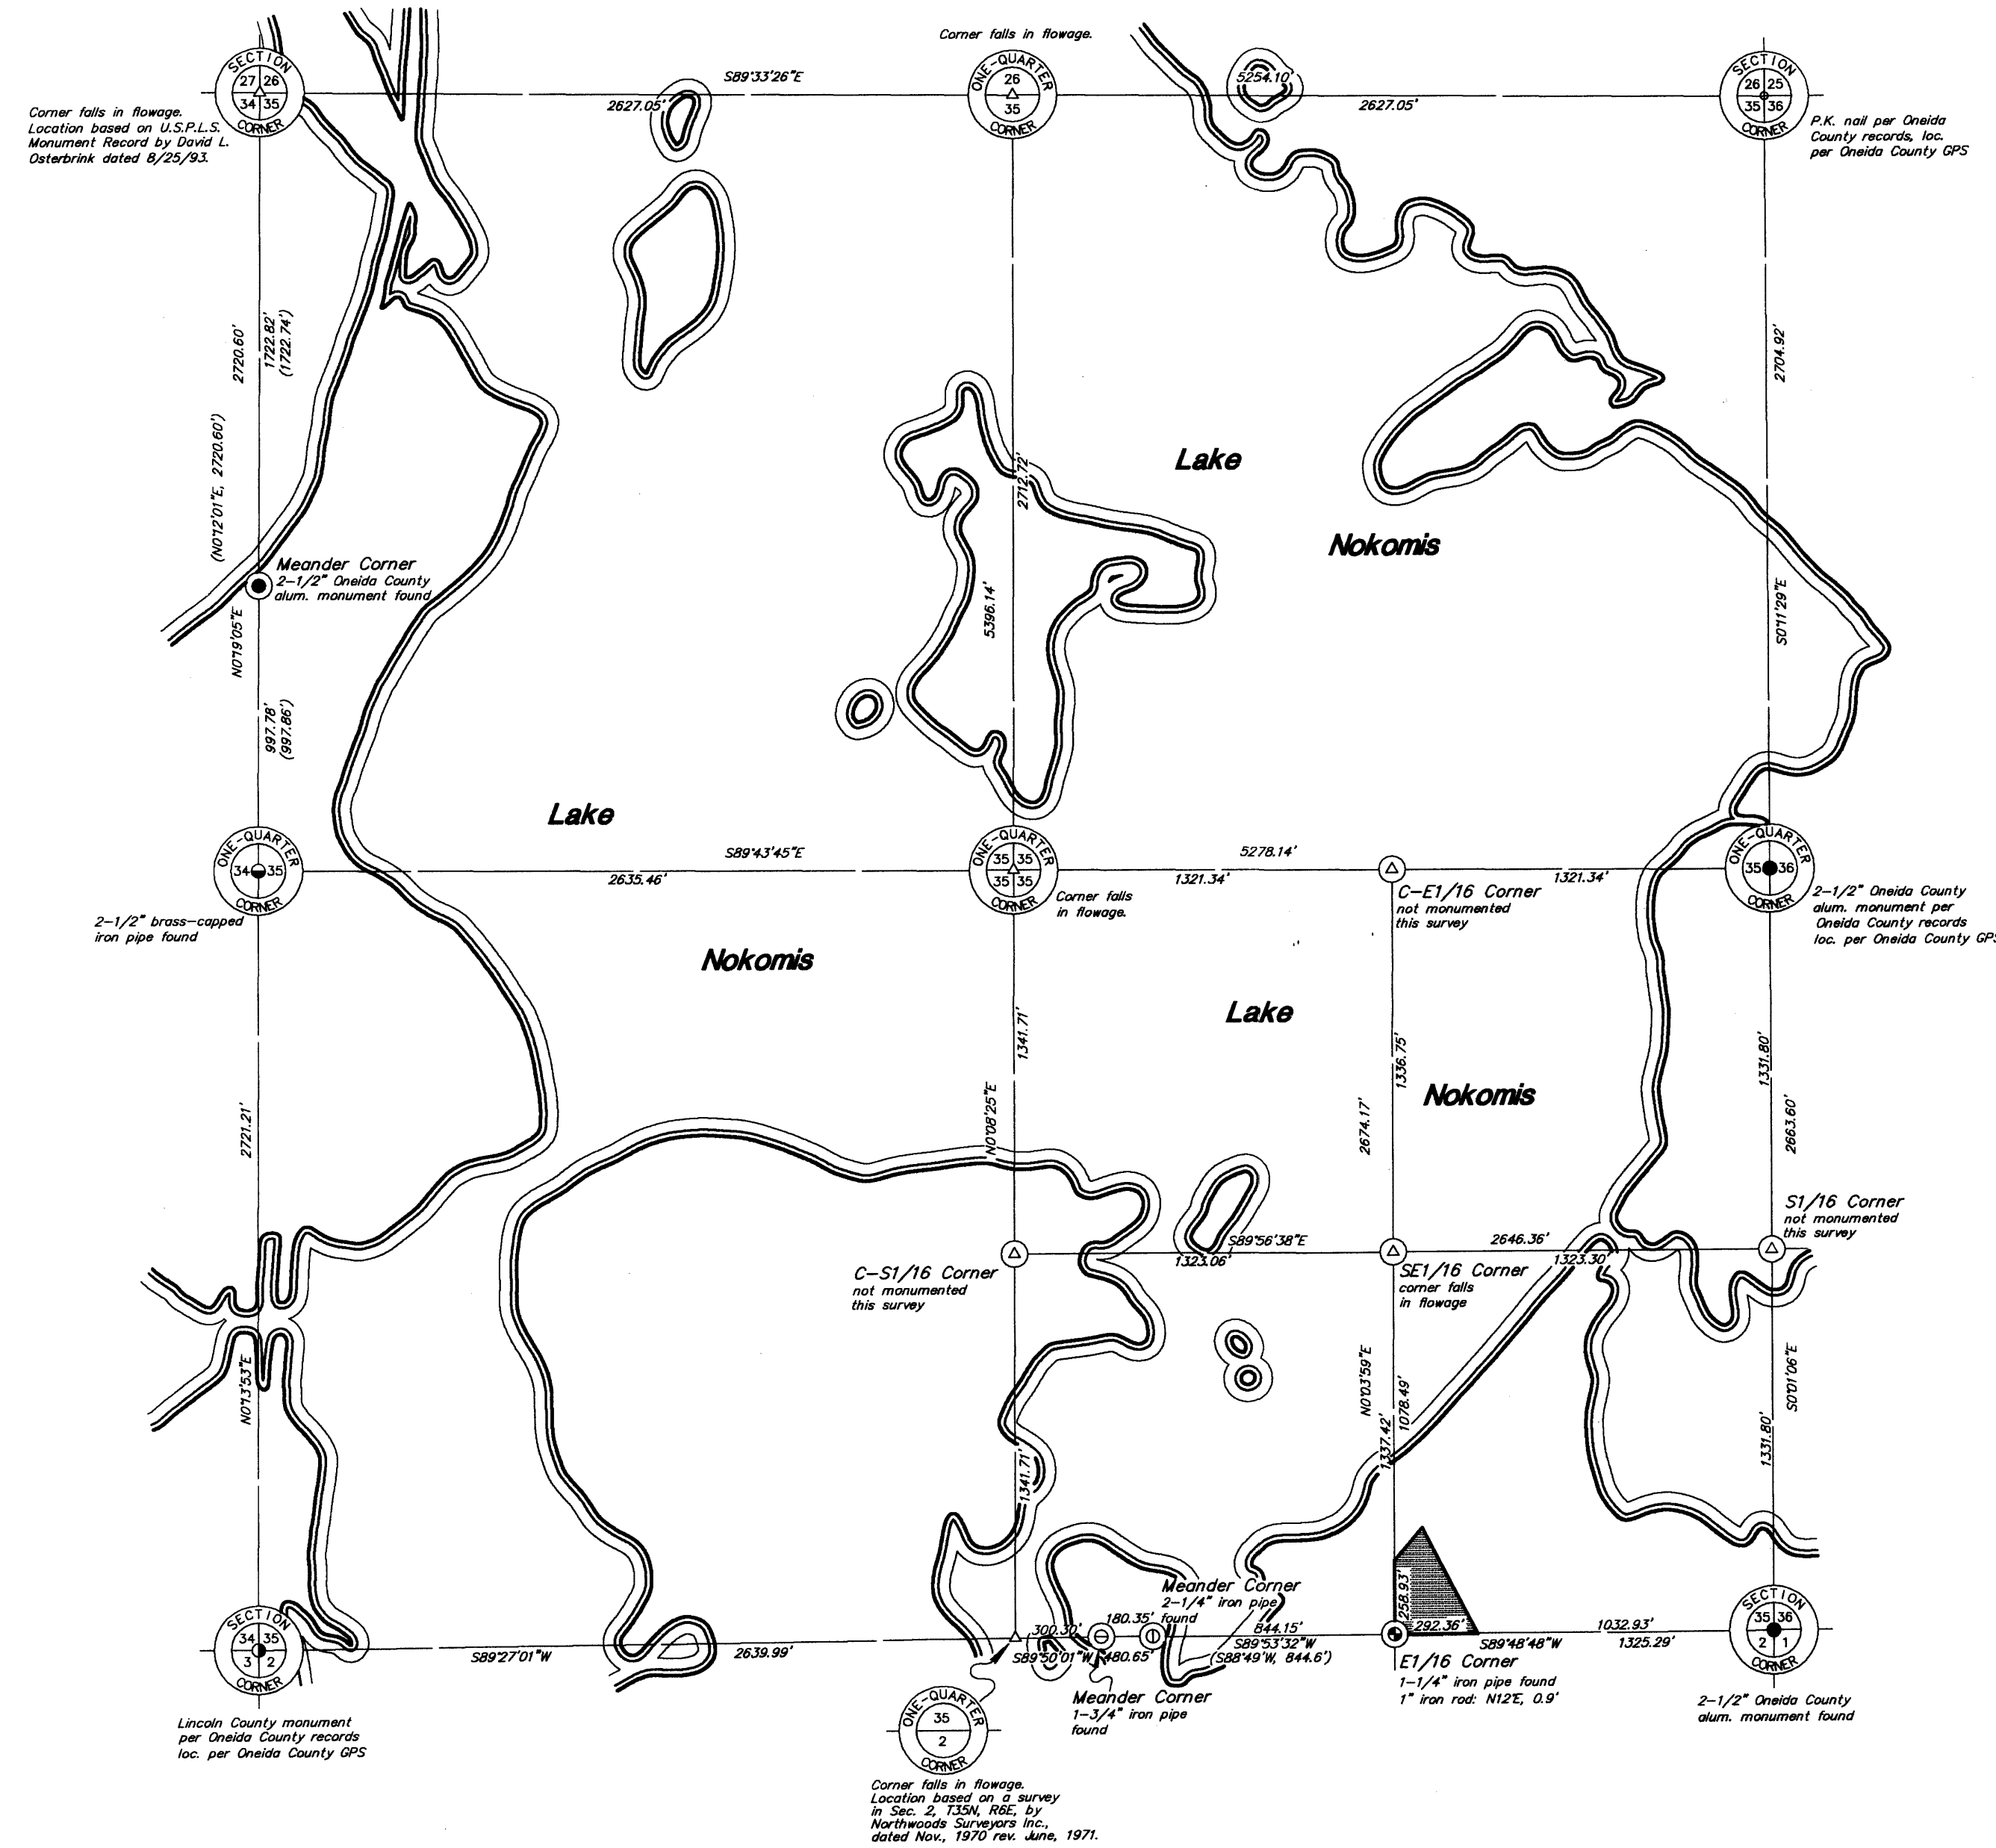 Corner falls in flowage.
SECTION
27 26
34 35
CORNER
S89°33'26"E
2627.05'
ONE-QUARTER
26
35
CORNER
5254.10'
2627.05'
SECTION
26 25
35 36
CORNER
Corner falls in flowage.
Location based on U.S.P.L.S.
Monument Record by David L.
Osterbrink dated 8/25/93.
P.K. nail per Oneida
County records, loc.
per Oneida County GPS
2720.60'
1722.82'
(1722.74')
2704.92'
(N0°12'01"E, 2720.60')
Lake
2712.72'
Nokomis
Meander Corner
2-1/2" Oneida County
alum. monument found
N0°19'05"E
5396.14'
S0°11'29"E
997.78'
(997.86')
Lake
ONE-QUARTER
34 35
CORNER
S89°43'45"E
2635.46'
ONE-QUARTER
35 35
35 35
CORNER
5278.14'
1321.34'
1321.34'
ONE-QUARTER
35 36
CORNER
2-1/2" brass-capped
iron pipe found
Corner falls
in flowage.
C-E1/16 Corner
not monumented
this survey
2-1/2" Oneida County
alum. monument per
Oneida County records
loc. per Oneida County GPS
Nokomis
Lake
1341.71'
1336.75'
1331.80'
Nokomis
2721.21'
N0°08'25"E
2674.17'
2663.60'
S1/16 Corner
not monumented
this survey
S89°56'38"E
1323.06'
2646.36'
1323.30'
C-S1/16 Corner
not monumented
this survey
SE1/16 Corner
corner falls
in flowage
N0°13'53"E
N0°03'59"E
1078.49'
1337.42'
S0°01'06"E
1331.80'
1341.71'
Meander Corner
2-1/4" iron pipe
found
258.93'
SECTION
34 35
3 2
CORNER
S89°27'01"W
2639.99'
300.30'
180.35'
S89°50'01"W
480.65'
844.15'
S89°53'32"W
(S88°49'W, 844.6')
292.36'
S89°48'48"W
1032.93'
1325.29'
SECTION
35 36
2 1
CORNER
E1/16 Corner
1-1/4" iron pipe found
1" iron rod: N12°E, 0.9'
Meander Corner
1-3/4" iron pipe
found
2-1/2" Oneida County
alum. monument found
Lincoln County monument
per Oneida County records
loc. per Oneida County GPS
ONE-QUARTER
35
2
CORNER
Corner falls in flowage.
Location based on a survey
in Sec. 2, T35N, R6E, by
Northwoods Surveyors Inc.,
dated Nov., 1970 rev. June, 1971.